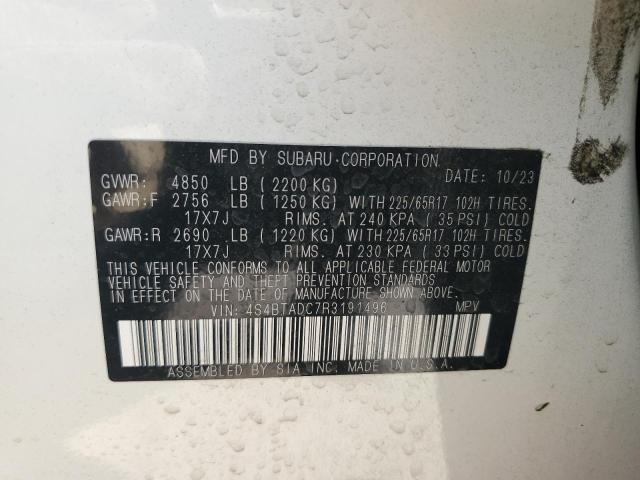 MFD BY SUBARU CORPORATION
GVWR: 4850 LB ( 2200 KG) DATE: 10/23
GAWR:F 2756 LB ( 1250 KG) WITH 225/65R17 102H TIRES.
17X7J RIMS. AT 240 KPA ( 35 PSI) COLD
GAWR:R 2690 LB ( 1220 KG) WITH 225/65R17 102H TIRES.
17X7J RIMS. AT 230 KPA ( 33 PSI) COLD
THIS VEHICLE CONFORMS TO ALL APPLICABLE FEDERAL MOTOR
VEHICLE SAFETY AND THEFT PREVENTION STANDARDS
IN EFFECT ON THE DATE OF MANUFACTURE SHOWN ABOVE.
VIN: 4S4BTADC7R3191496 MPV
ASSEMBLED BY SIA INC. MADE IN U.S.A.